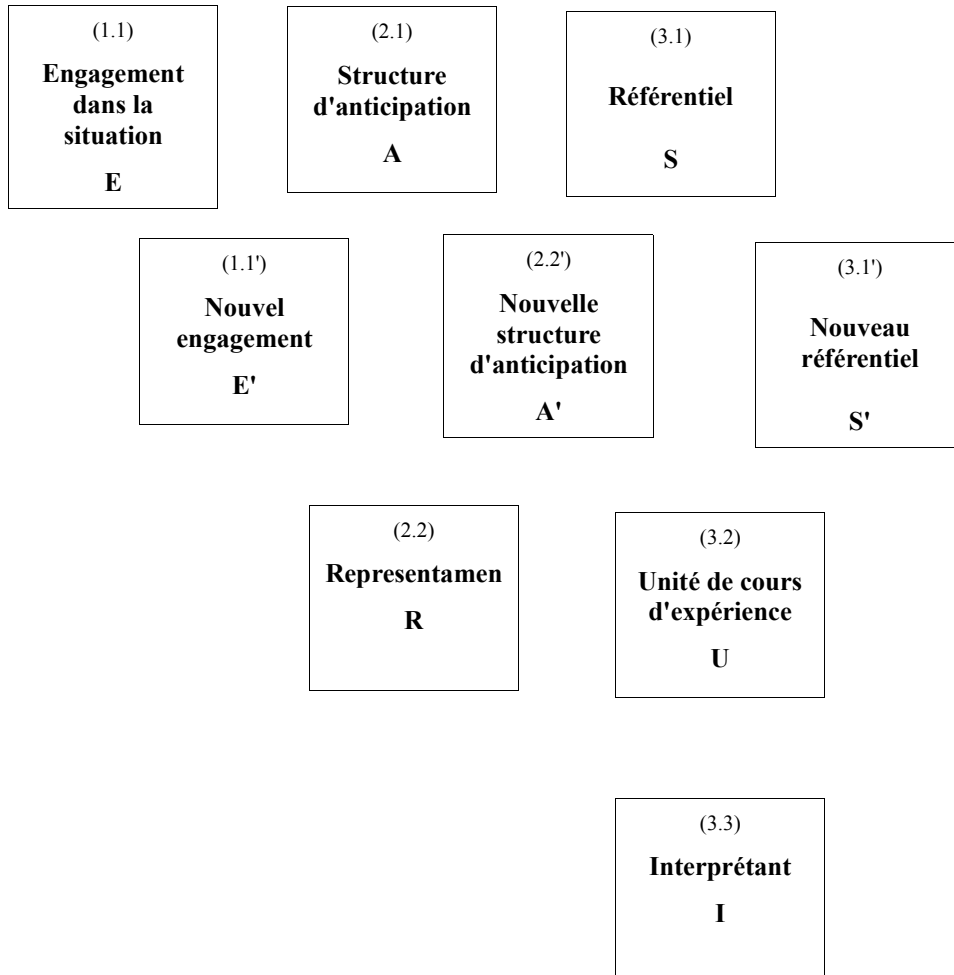 (1.1)
Engagement
dans la
situation
E
(2.1)
Structure
d'anticipation
A
(3.1)
Référentiel
S
(1.1')
Nouvel
engagement
E'
(2.2')
Nouvelle
structure
d'anticipation
A'
(3.1')
Nouveau
référentiel
S'
(2.2)
Representamen
R
(3.2)
Unité de cours
d'expérience
U
(3.3)
Interprétant
I